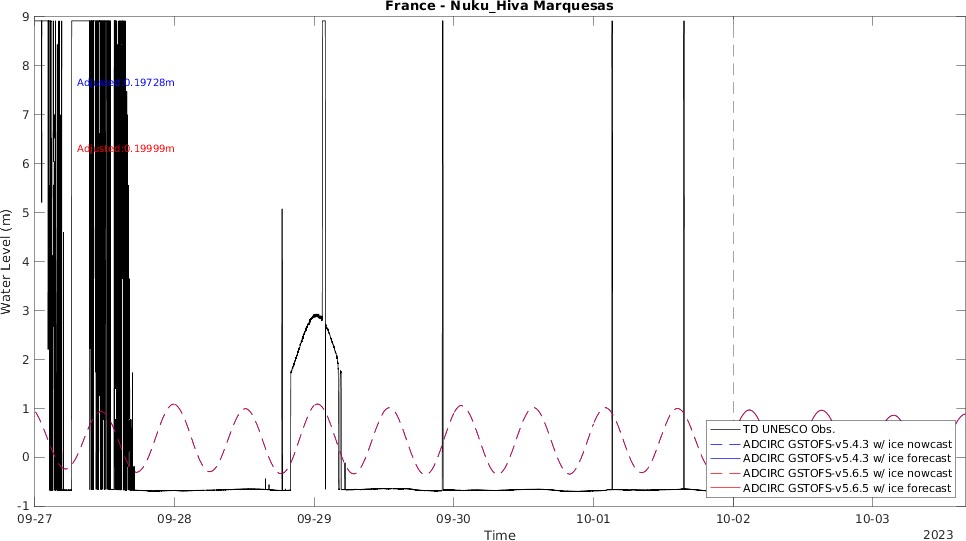 France - Nuku_Hiva Marquesas
9
8
7
6
5
4
3
2
1
0
-1
Water Level (m)
Adjusted:0.19728m
Adjusted:0.19999m
TD UNESCO Obs.
ADCIRC GSTOFS-v5.4.3 w/ ice nowcast
ADCIRC GSTOFS-v5.4.3 w/ ice forecast
ADCIRC GSTOFS-v5.6.5 w/ ice nowcast
ADCIRC GSTOFS-v5.6.5 w/ ice forecast
09-27 09-28 09-29 09-30 10-01 10-02 10-03
Time
2023